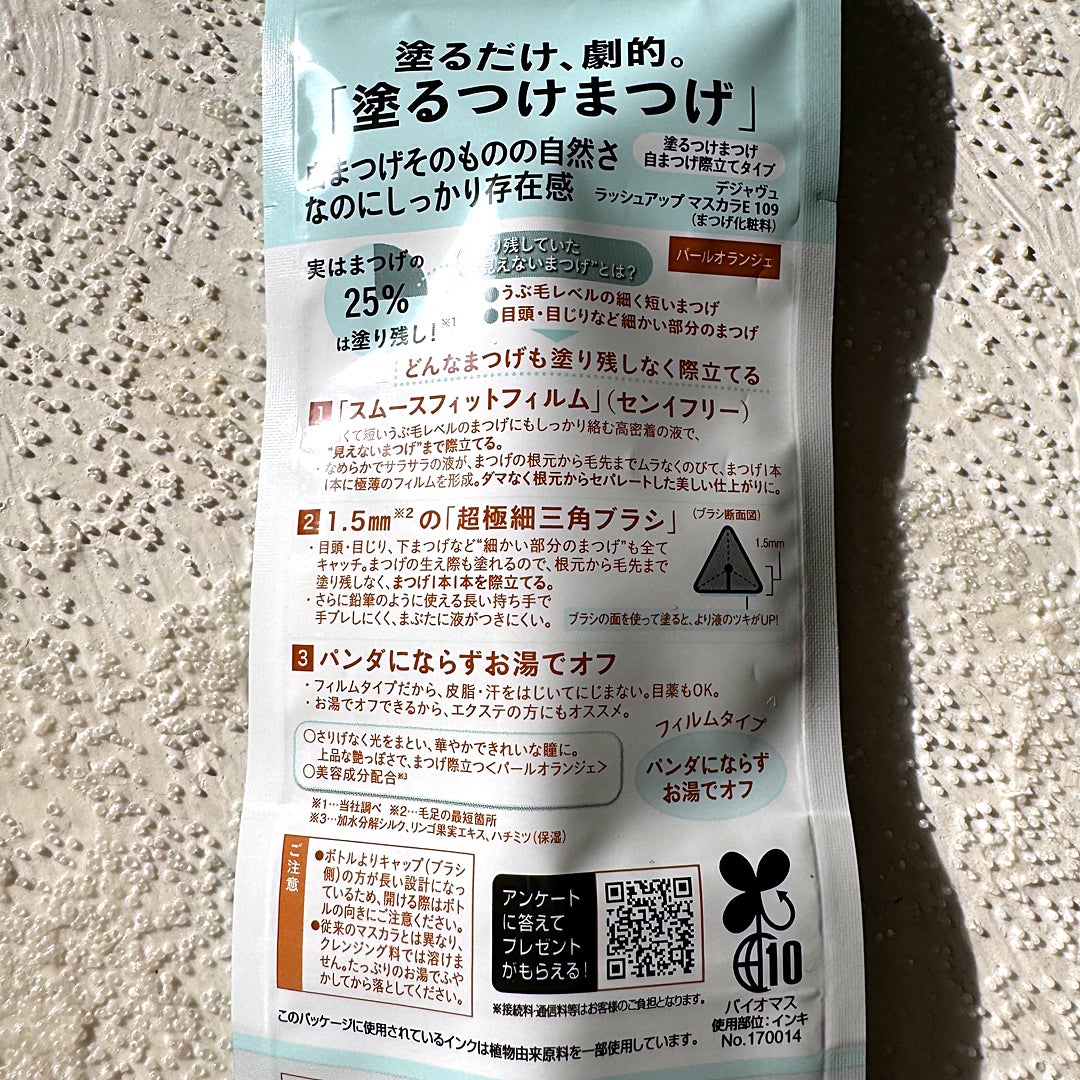 塗るだけ、劇的。
「塗るつけまつげ」
自まつげそのものの自然さ
なのにしっかり存在感
塗るつけまつげ
自まつげ際立てタイプ
デジャヴュ
ラッシュアップ マスカラE 109
(まつげ化粧料)
パールオランジェ
実はまつげの
25%
は塗り残し!※1
り残していた
見えないまつげ”とは?
●うぶ毛レベルの細く短いまつげ
●目頭・目じりなど細かい部分のまつげ
どんなまつげも塗り残しなく際立てる
1「スムースフィットフィルム」(センイフリー)
くて短いうぶ毛レベルのまつげにもしっかり絡む高密着の液で、
“見えないまつげ”まで際立てる。
・なめらかでサラサラの液が、まつげの根元から毛先までムラなくのびて、まつげ1本
1本に極薄のフィルムを形成。ダマなく根元からセパレートした美しい仕上がりに。
2 1.5mm※2の「超極細三角ブラシ」
(ブラシ断面図)
1.5mm
・目頭・目じり、下まつげなど“細かい部分のまつげ”も全て
キャッチ。まつげの生え際も塗れるので、根元から毛先まで
塗り残しなく、まつげ1本1本を際立てる。
・さらに鉛筆のように使える長い持ち手で
手ブレしにくく、まぶたに液がつきにくい。
ブラシの面を使って塗ると、より液のツキがUP!
3 パンダにならずお湯でオフ
・フィルムタイプだから、皮脂・汗をはじいてにじまない。目薬もOK。
・お湯でオフできるから、エクステの方にもオススメ。
○さりげなく光をまとい、華やかできれいな瞳に。
上品な艶っぽさで、まつげ際立つ<パールオランジェ>
○美容成分配合※3
フィルムタイプ
パンダにならず
お湯でオフ
※1…当社調べ ※2…毛足の最短箇所
※3…加水分解シルク、リンゴ果実エキス、ハチミツ(保湿)
ご注意
●ボトルよりキャップ(ブラシ
側)の方が長い設計になっ
ているため、開ける際はボト
ルの向きにご注意ください。
●従来のマスカラとは異なり、
クレンジング料では溶けま
せん。たっぷりのお湯でふや
かしてから落としてください。
アンケート
に答えて
プレゼント
がもらえる!
※接続料・通信料等はお客様のご負担となります。
10
バイオマス
使用部位:インキ
No.170014
このパッケージに使用されているインクは植物由来原料を一部使用しています。